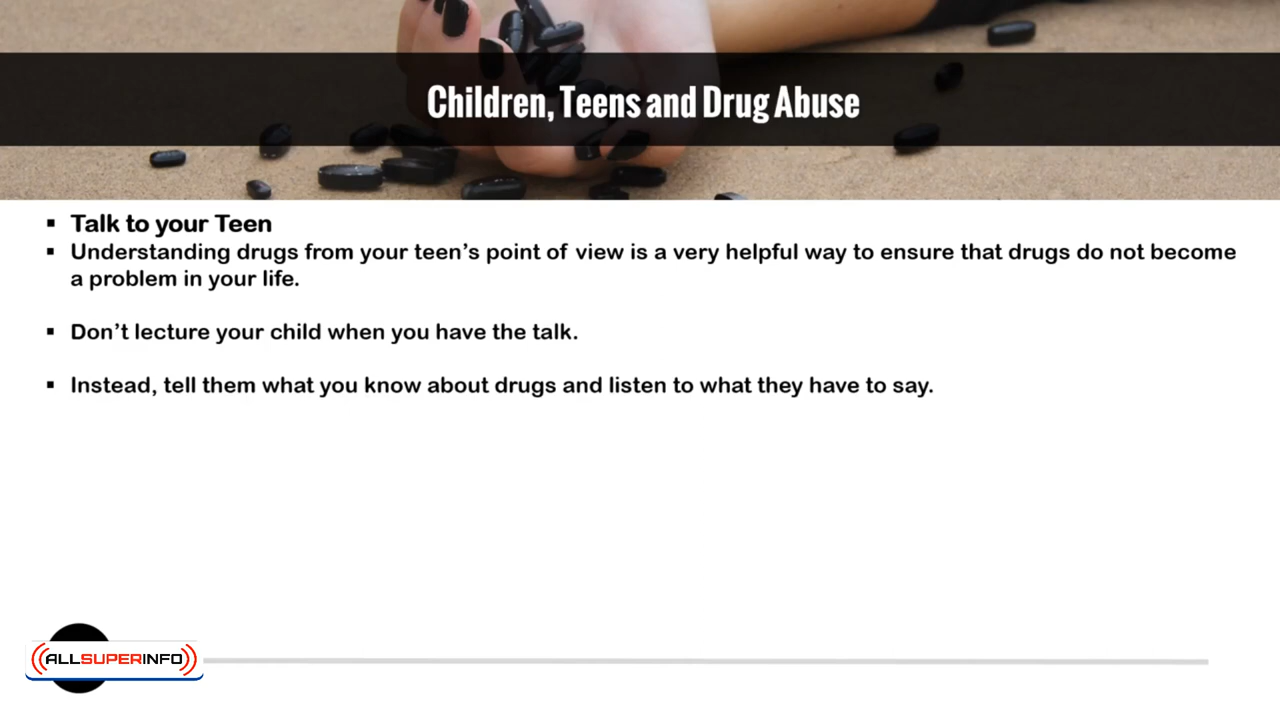 Children, Teens and Drug Abuse
▪ Talk to your Teen
▪ Understanding drugs from your teen’s point of view is a very helpful way to ensure that drugs do not become
a problem in your life.
▪ Don’t lecture your child when you have the talk.
▪ Instead, tell them what you know about drugs and listen to what they have to say.
ALLSUPERINFO